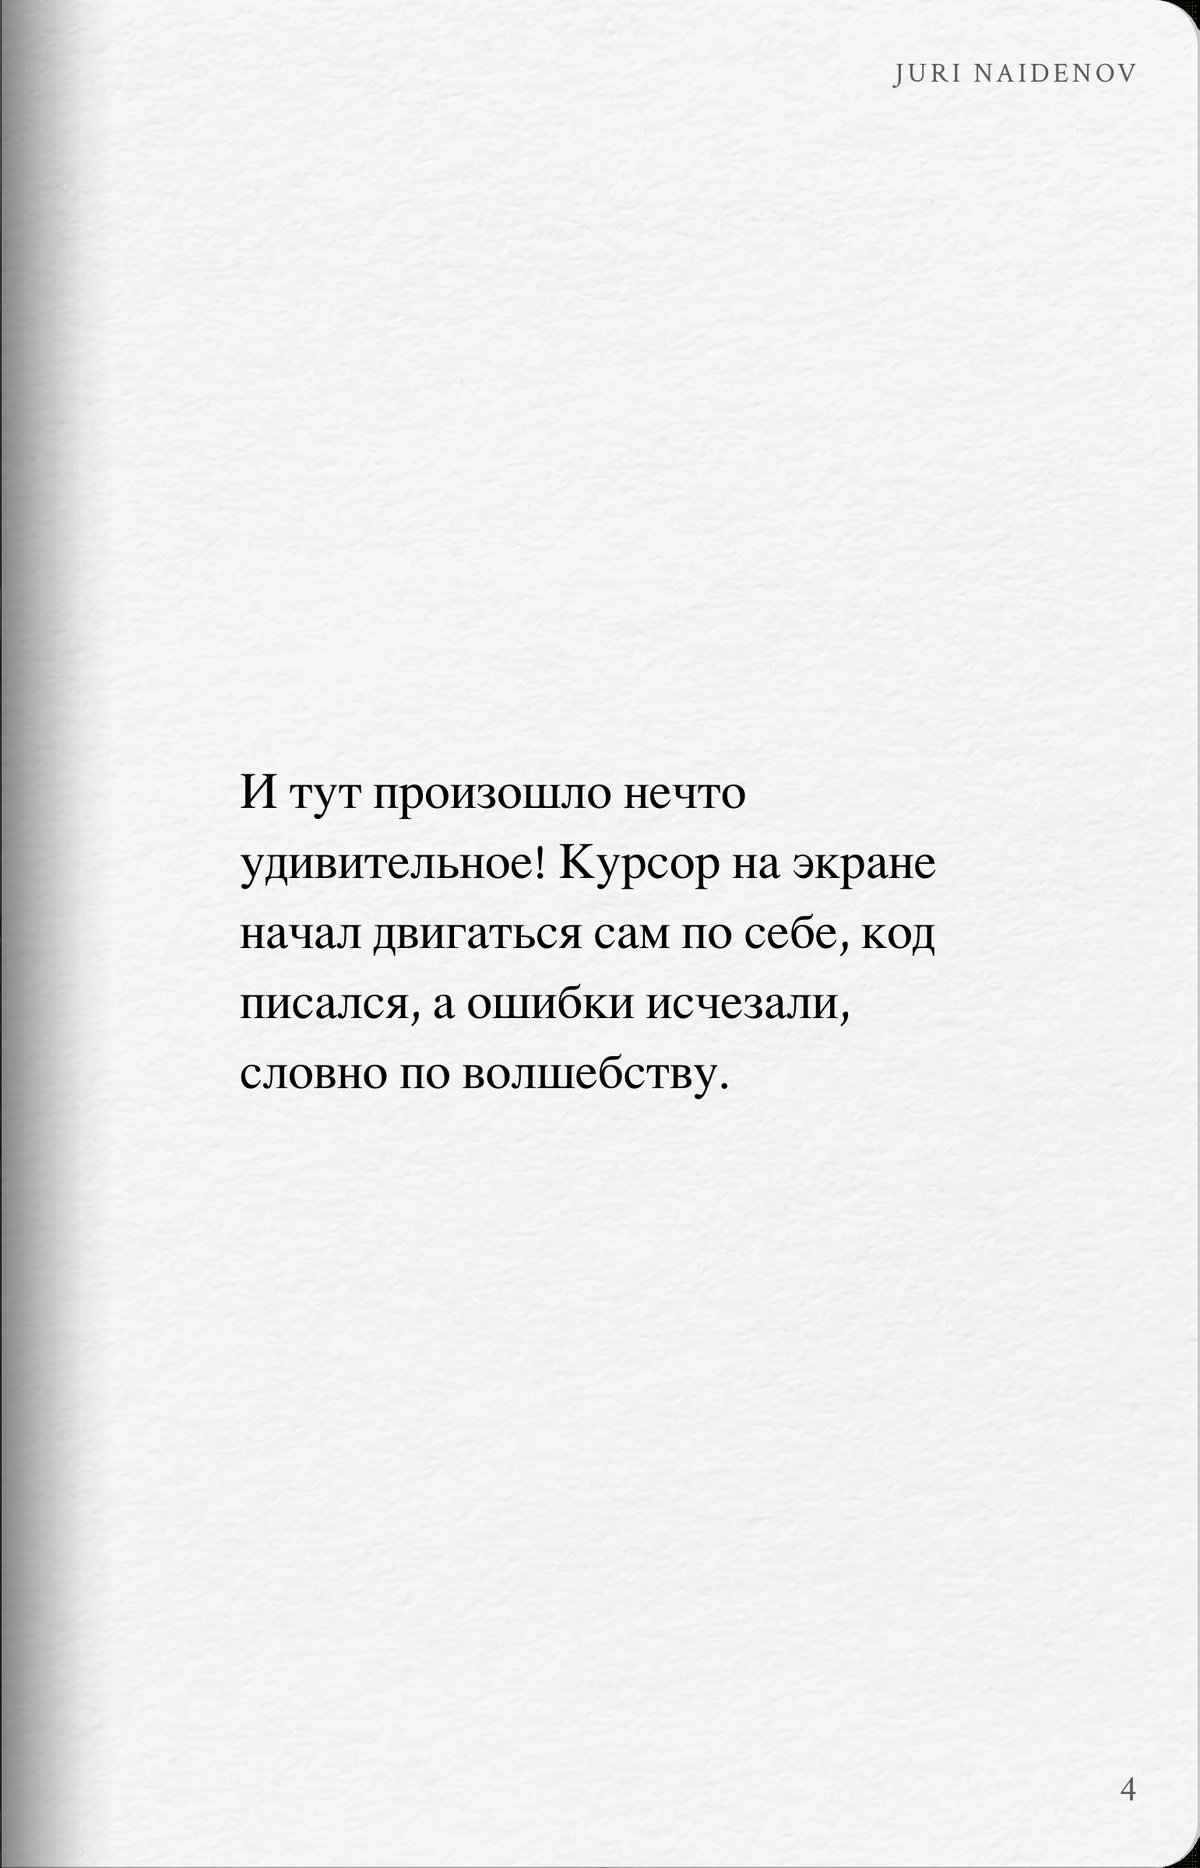 JURI NAIDENOV
И тут произошло нечто
удивительное! Курсор на экране
начал двигаться сам по себе, код
писался, а ошибки исчезали,
словно по волшебству.
4